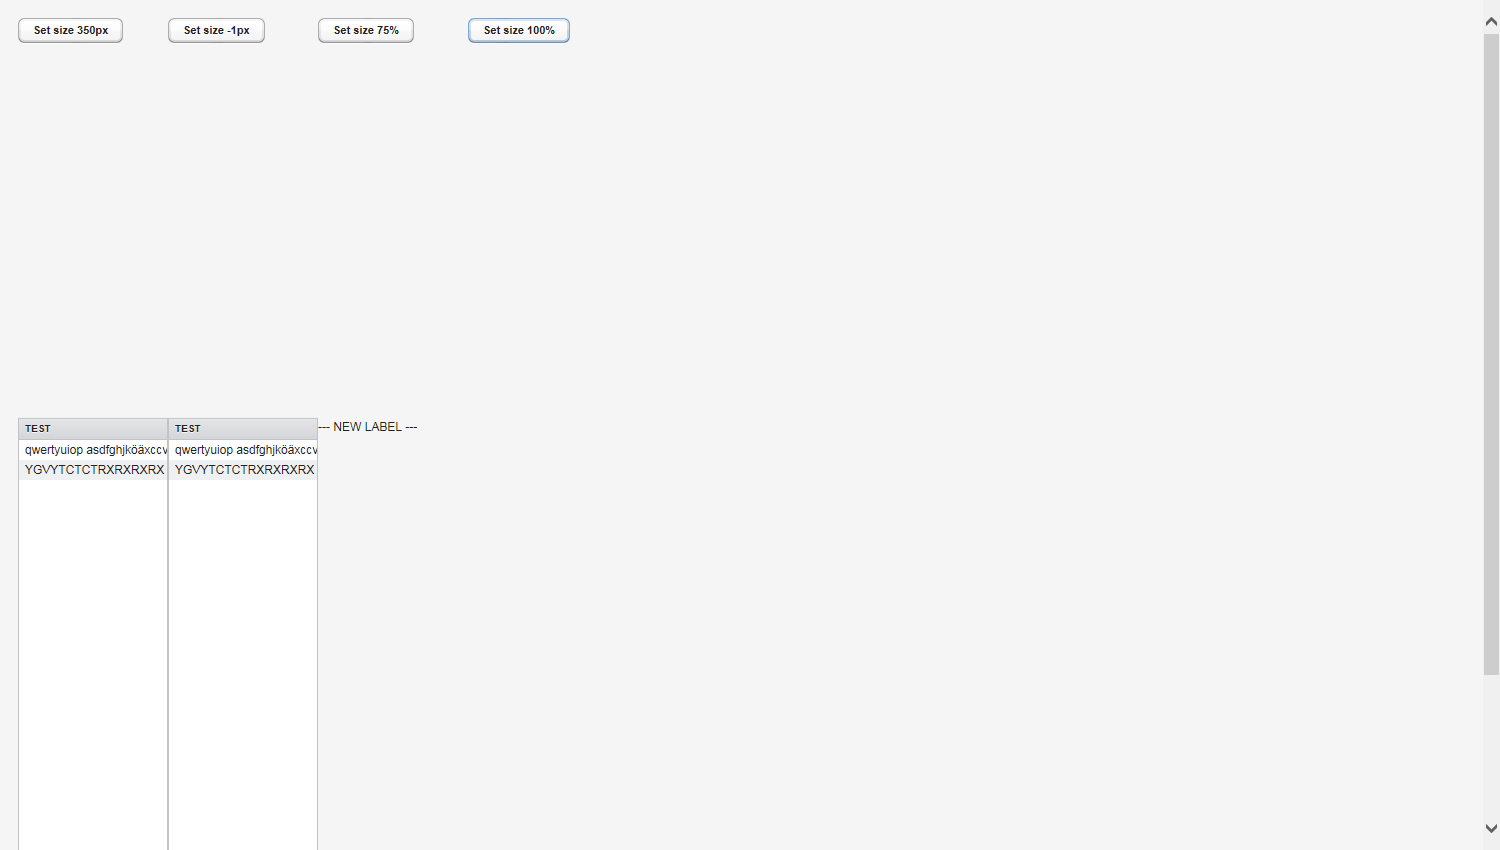 Set size 350px Set size -1px Set size 75% Set size 100%
TEST TEST --- NEW LABEL ---
qwertyuiop asdfghjköäxccv qwertyuiop asdfghjköäxccv
YGVYTCTCTRXRXRXRX YGVYTCTCTRXRXRXRX